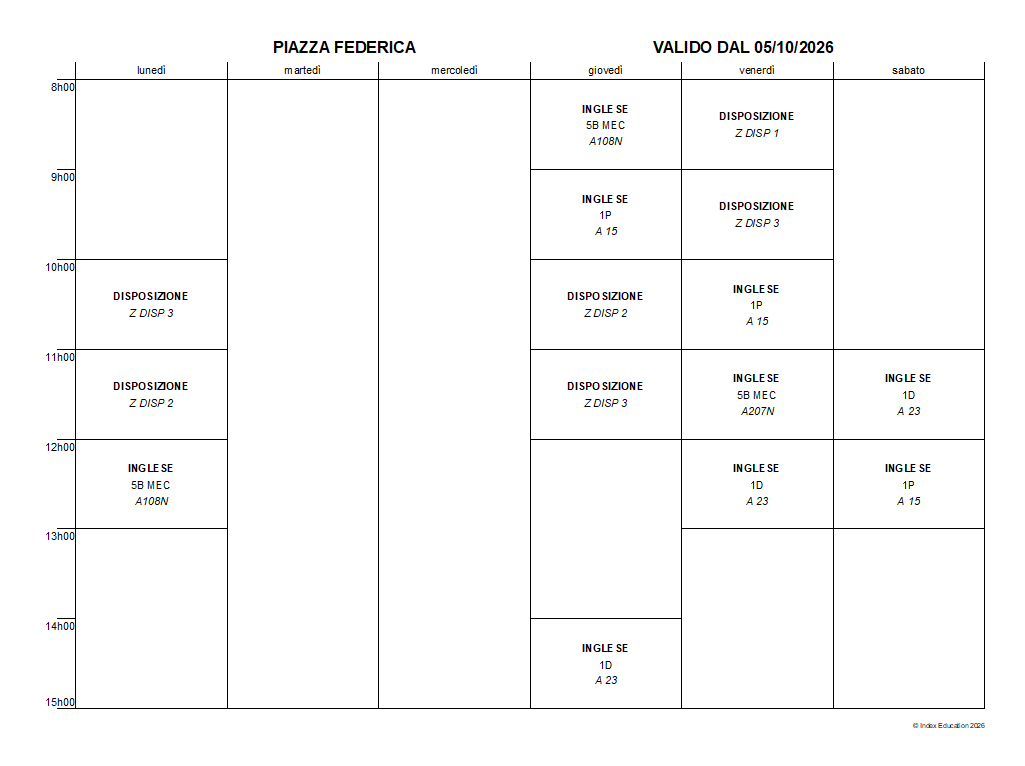 PIAZZA FEDERICA
VALIDO DAL 05/10/2026
lunedì martedì mercoledì giovedì venerdì sabato
8h00
INGLESE
5B MEC
A108N
DISPOSIZIONE
Z DISP 1
9h00
INGLESE
1P
A 15
DISPOSIZIONE
Z DISP 3
10h00
DISPOSIZIONE
Z DISP 3
DISPOSIZIONE
Z DISP 2
INGLESE
1P
A 15
11h00
DISPOSIZIONE
Z DISP 2
DISPOSIZIONE
Z DISP 3
INGLESE
5B MEC
A207N
INGLESE
1D
A 23
12h00
INGLESE
5B MEC
A108N
INGLESE
1D
A 23
INGLESE
1P
A 15
13h00
14h00
INGLESE
1D
A 23
15h00
© Index Education 2026